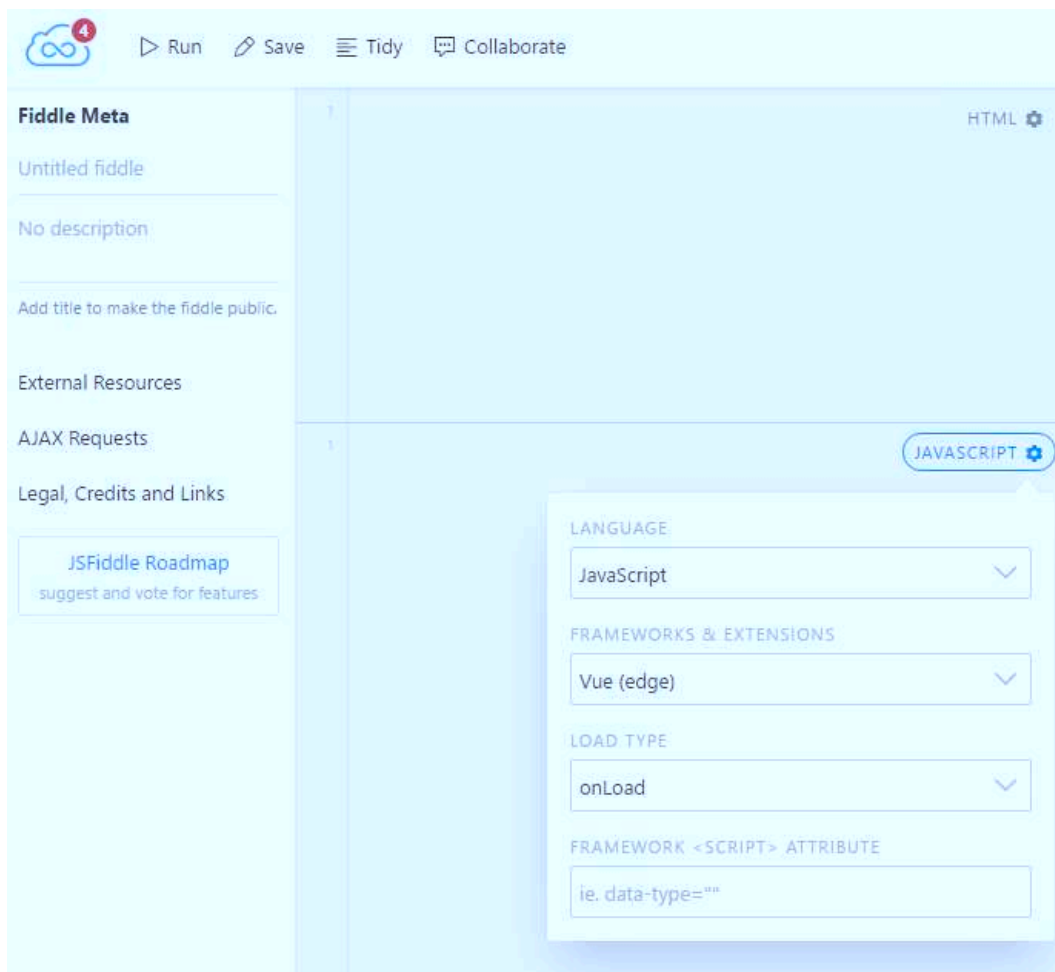 4
Run Save Tidy Collaborate
Fiddle Meta
Untitled fiddle
No description
Add title to make the fiddle public.
External Resources
AJAX Requests
Legal, Credits and Links
JSFiddle Roadmap
suggest and vote for features
1
HTML
1
JAVASCRIPT
LANGUAGE
JavaScript
FRAMEWORKS & EXTENSIONS
Vue (edge)
LOAD TYPE
onLoad
FRAMEWORK <SCRIPT> ATTRIBUTE
ie. data-type=""